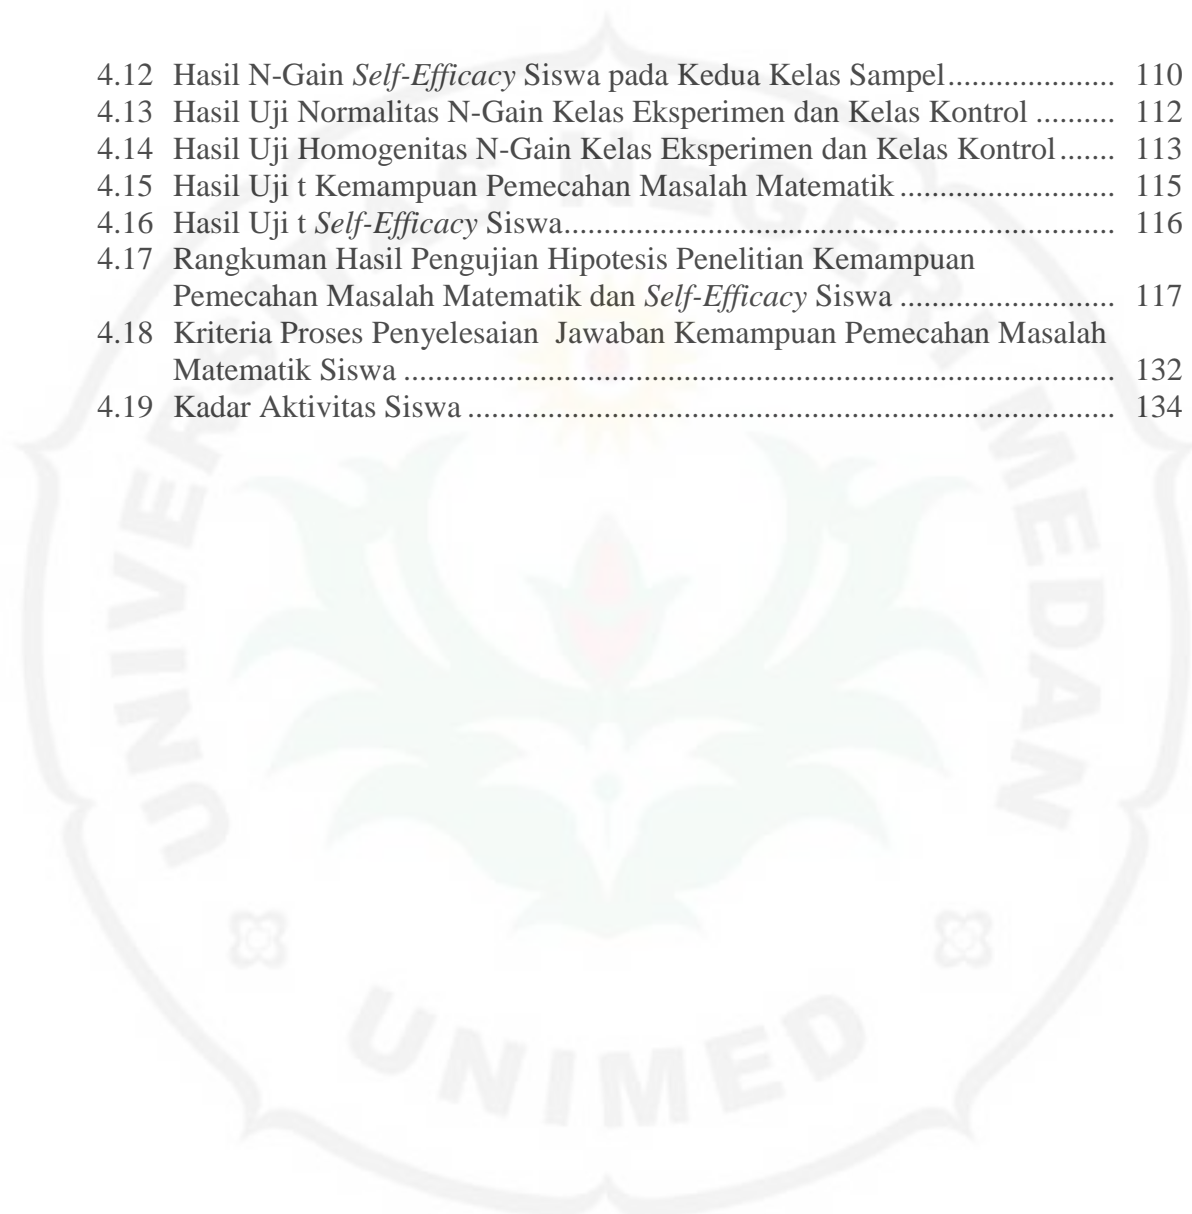 4.12 Hasil N-Gain Self-Efficacy Siswa pada Kedua Kelas Sampel.................... 110
4.13 Hasil Uji Normalitas N-Gain Kelas Eksperimen dan Kelas Kontrol .......... 112
4.14 Hasil Uji Homogenitas N-Gain Kelas Eksperimen dan Kelas Kontrol....... 113
4.15 Hasil Uji t Kemampuan Pemecahan Masalah Matematik .......................... 115
4.16 Hasil Uji t Self-Efficacy Siswa.................................................................. 116
4.17 Rangkuman Hasil Pengujian Hipotesis Penelitian Kemampuan
Pemecahan Masalah Matematik dan Self-Efficacy Siswa .......................... 117
4.18 Kriteria Proses Penyelesaian  Jawaban Kemampuan Pemecahan Masalah
Matematik Siswa ...................................................................................... 132
4.19 Kadar Aktivitas Siswa .............................................................................. 134
UNIVERSITAS NEGERI MEDAN
UNIMED